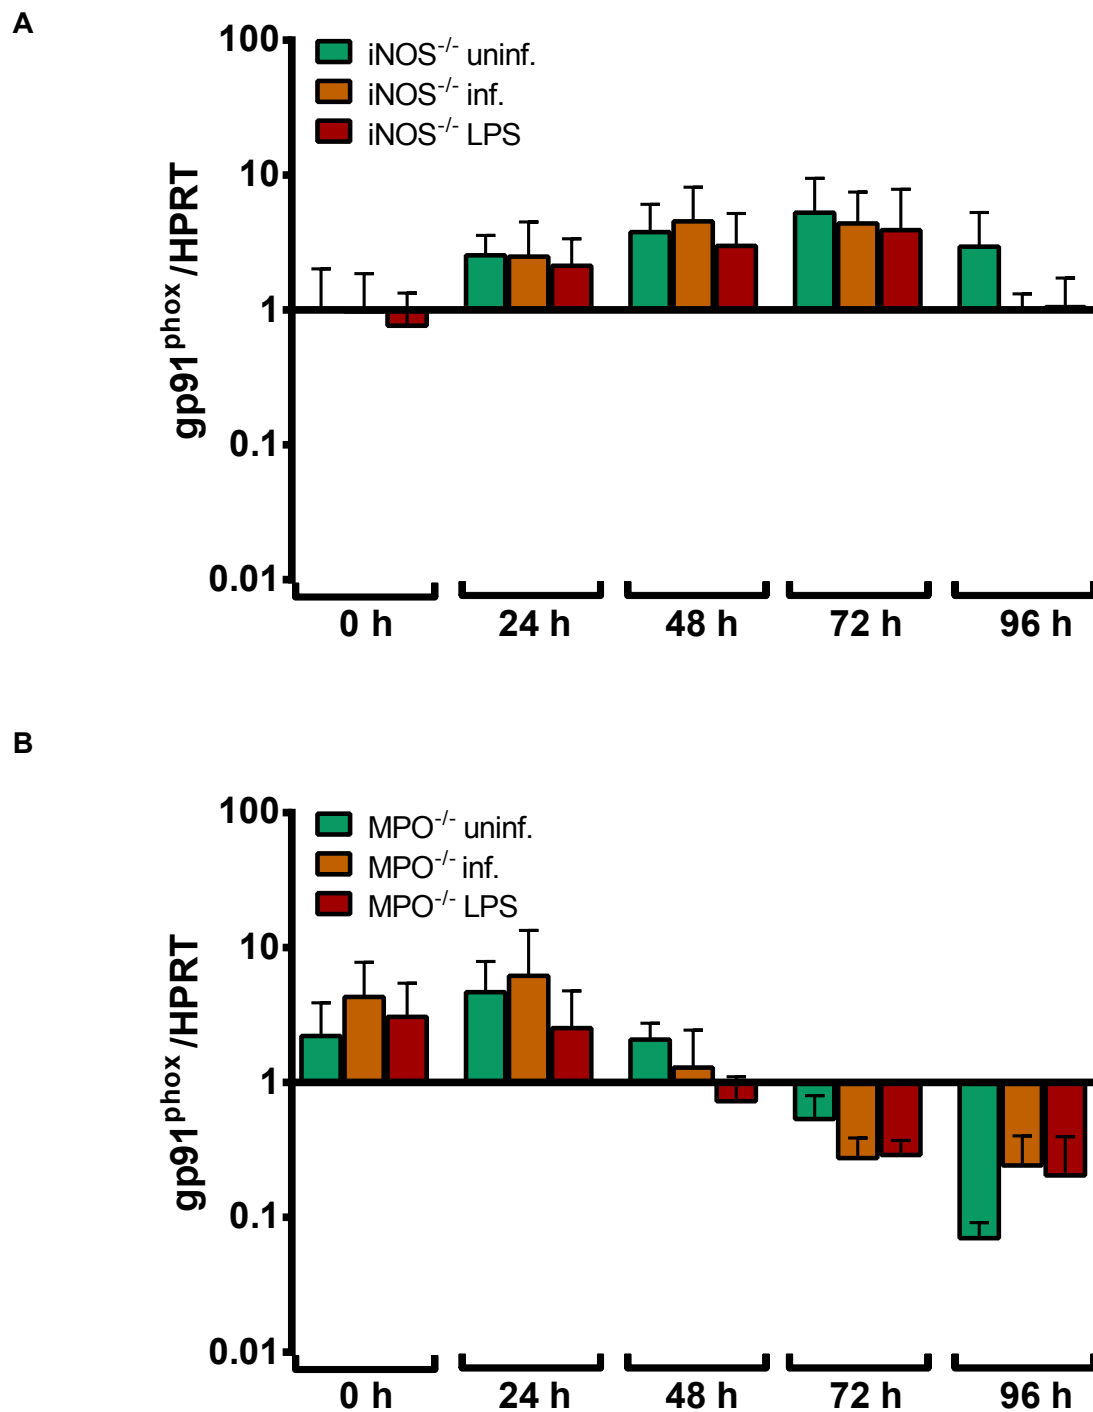 A
100
10
1
0.1
0.01
gp91phox/HPRT
iNOS-/- uninf.
iNOS-/- inf.
iNOS-/- LPS
0 h 24 h 48 h 72 h 96 h
B
100
10
1
0.1
0.01
gp91phox/HPRT
MPO-/- uninf.
MPO-/- inf.
MPO-/- LPS
0 h 24 h 48 h 72 h 96 h